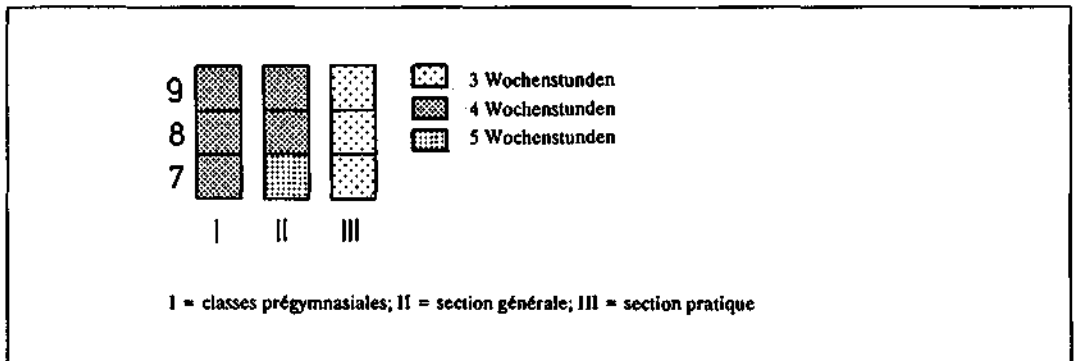 9 3 Wochenstunden
8 4 Wochenstunden
7 5 Wochenstunden
I II III
I = classes prégymnasiales; II = section générale; III = section pratique